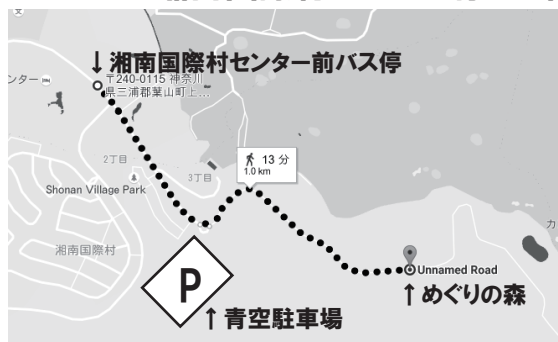 ↓湘南国際村センター前バス停
〒240-0115 神奈川
県三浦郡葉山町上...
ンター
2丁目
3丁目
13 分
1.0 km
Shonan Village Park
湘南国際村
P
↑青空駐車場
Unnamed Road
↑めぐりの森
カ